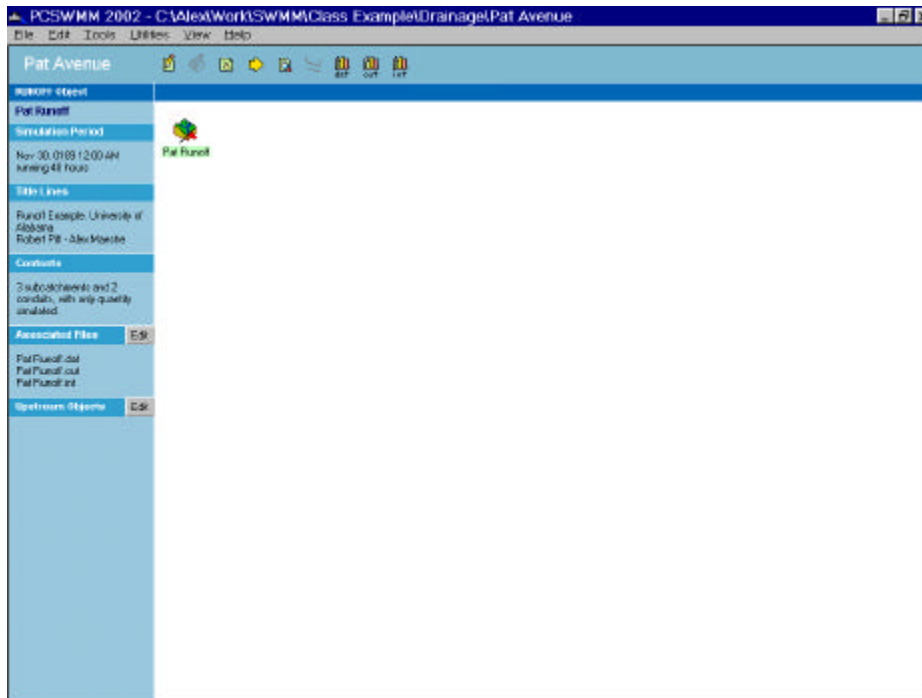 PCSWMM 2002 - C:\Alex\Work\SWMM\Class Example\Drainage\Pat Avenue
File Edit Tools Utilities View Help
Pat Avenue
dat out int
RUNOFF Object
Pat Runoff
Simulation Period
Nov 30, 0189 12:00 AM
running 48 hours
Title Lines
Runoff Example. University of
Alabama
Robert Pitt - Alex Maestre
Contents
3 subcatchments and 2
conduits, with only quantity
simulated
Associated Files Edit
Pat Runoff.dat
Pat Runoff.out
Pat Runoff.int
Upstream Objects Edit
Pat Runoff